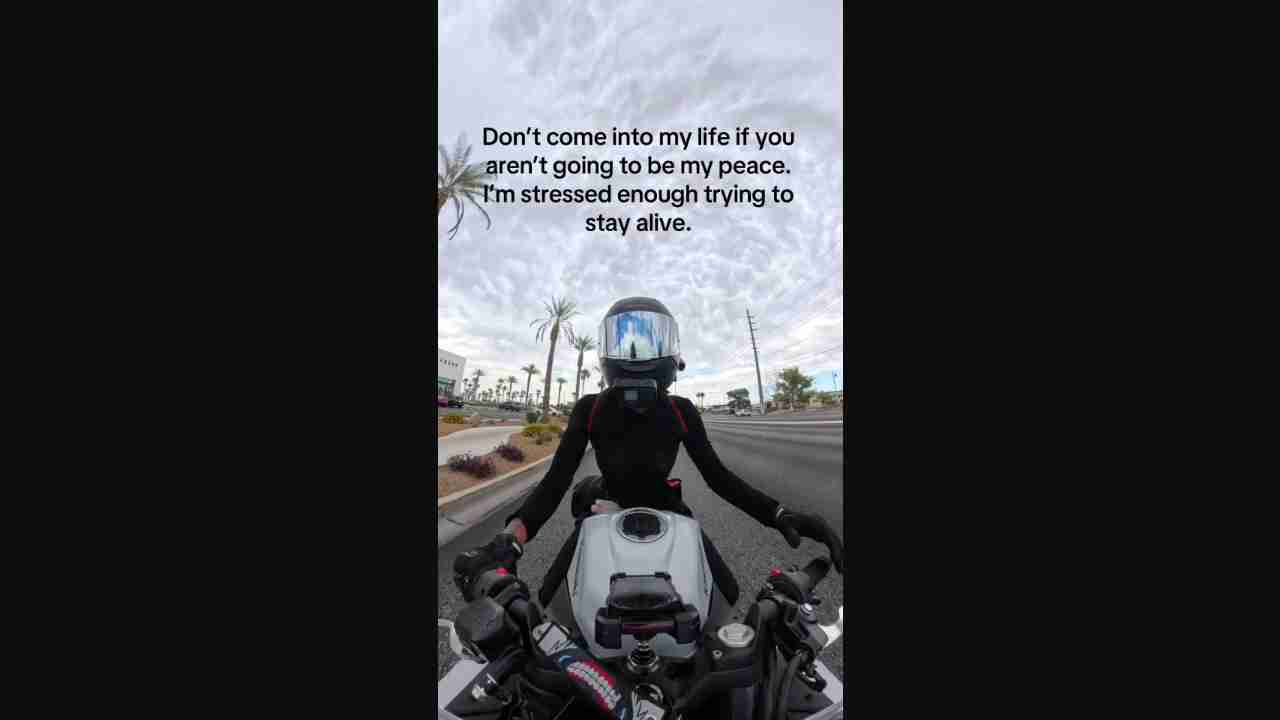 Don't come into my life if you
aren't going to be my peace.
I'm stressed enough trying to
stay alive.